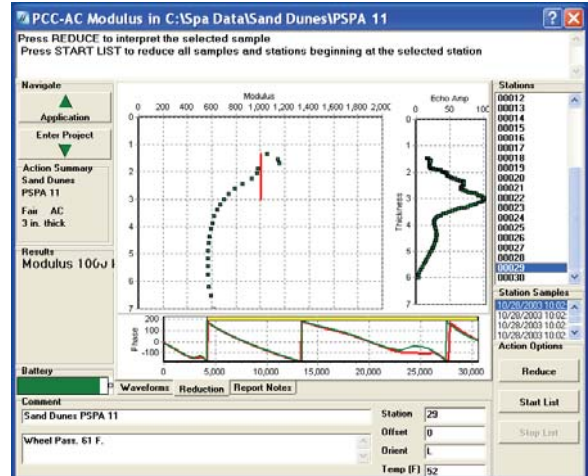 PCC-AC Modulus in C:\Spa Data\Sand Dunes\PSPA 11
Press REDUCE to interpret the selected sample
Press START LIST to reduce all samples and stations beginning at the selected station
Navigate
Application
Enter Project
Action Summary
Sand Dunes
PSPA 11
Fair AC
3 in. thick
Results
Modulus
Battery
Modulus
0 200 400 600 800 1,000 1,200 1,400 1,600 1,800 2,000
0
1
2
3
4
5
6
7
Echo Amp
0 50 100
0
1
2
3
4
5
6
7
Thickness
Phase
200
100
0
-100
0 5,000 10,000 15,000 20,000 25,000 30,000
Waveforms Reduction Report Notes
Stations
00012
00013
00014
00015
00016
00017
00018
00019
00020
00021
00022
00023
00024
00025
00026
00027
00028
00029
00030
Station Samples
10/28/2003 10:02
10/28/2003 10:02
10/28/2003 10:02
10/28/2003 10:02
Action Options
Reduce
Start List
Stop List
Comment
Sand Dunes PSPA 11
Wheel Pass. 61 F.
Station 29
Offset 0
Orient L
Temp [F] 52